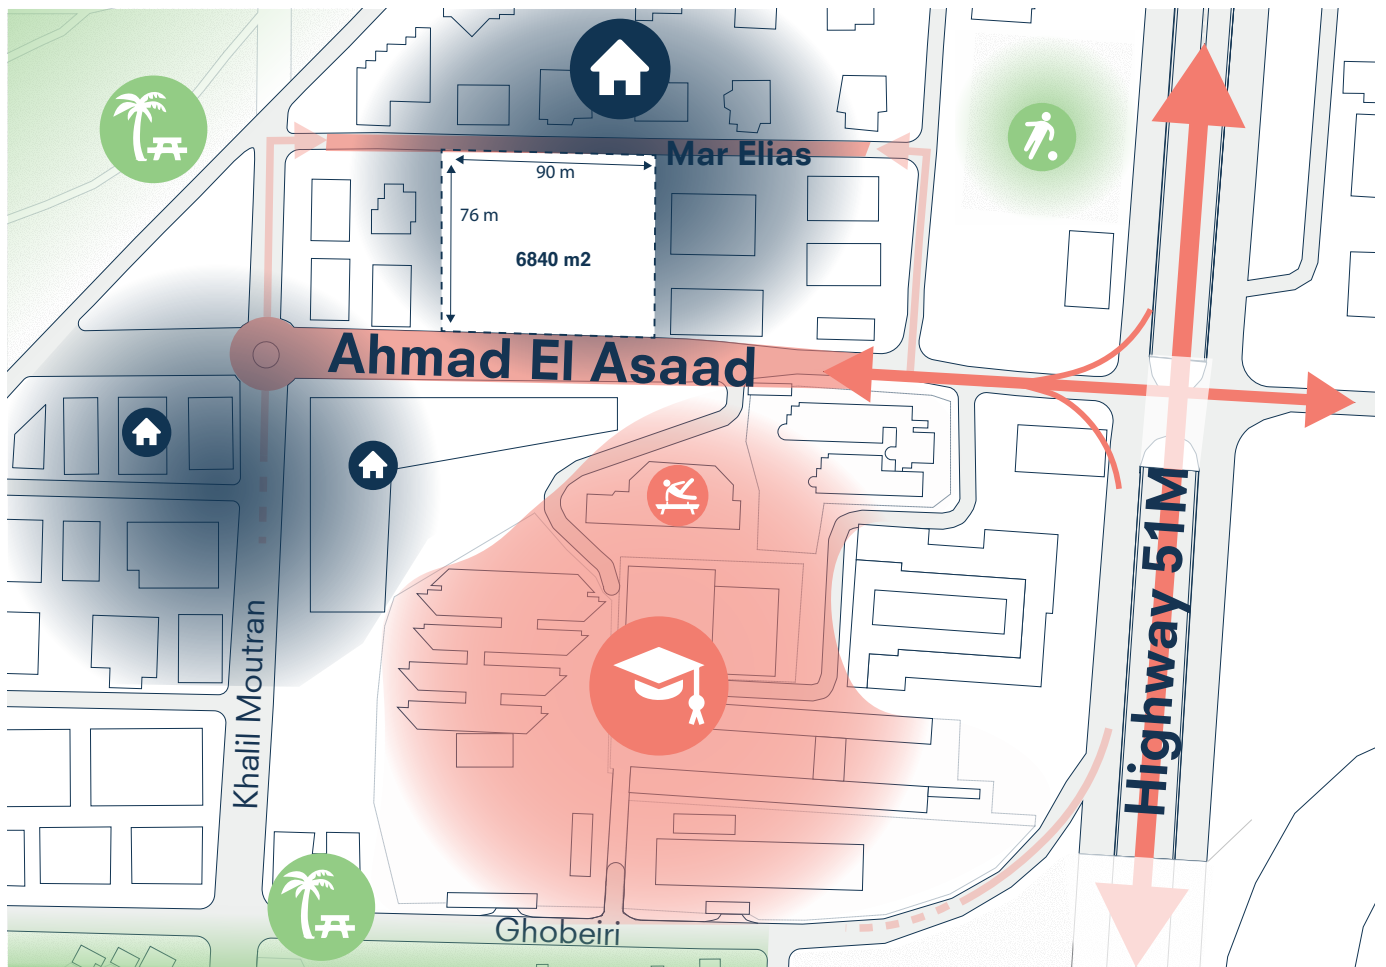 Mar Elias
90 m
76 m
6840 m2
Ahmad El Asaad
Highway 51M
Khalil Moutran
Ghobeiri